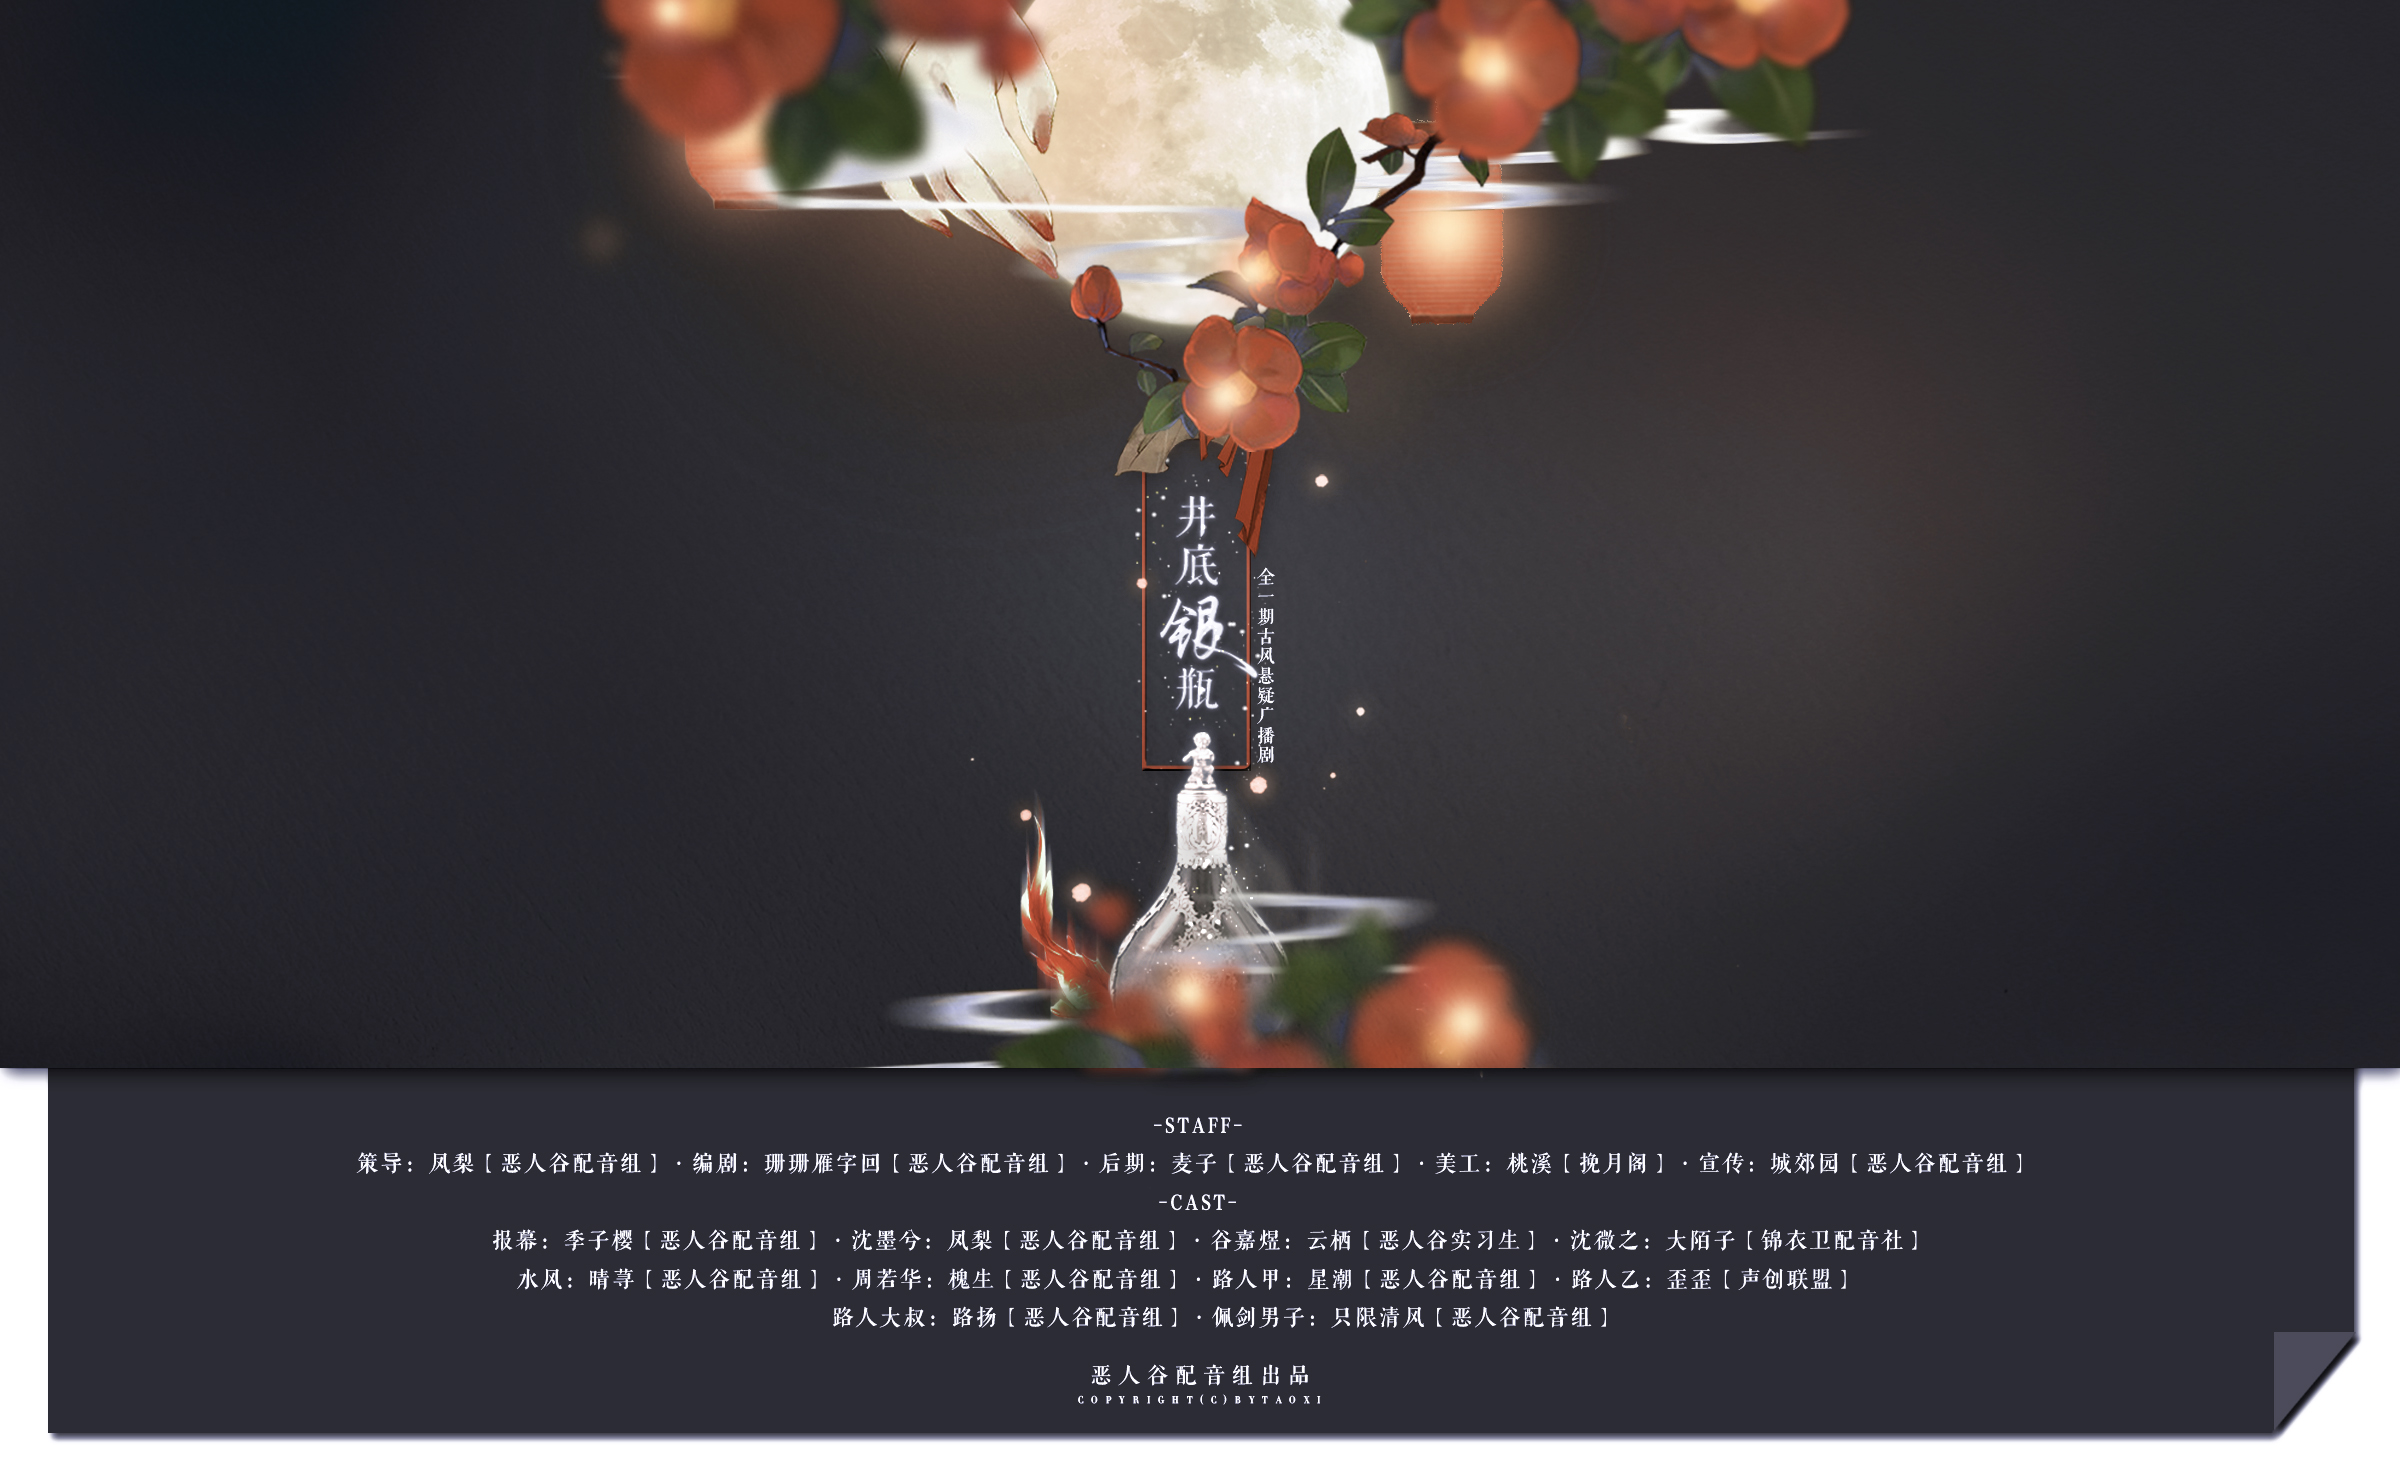 井底银瓶
全一期古风悬疑广播剧
-STAFF-
策导：凤梨【恶人谷配音组】·编剧：珊珊雁字回【恶人谷配音组】·后期：麦子【恶人谷配音组】·美工：桃溪【挽月阁】·宣传：城郊园【恶人谷配音组】
-CAST-
报幕：季子樱【恶人谷配音组】·沈墨兮：凤梨【恶人谷配音组】·谷嘉煜：云栖【恶人谷实习生】·沈微之：大陌子【锦衣卫配音社】
水凤：晴荨【恶人谷配音组】·周若华：槐生【恶人谷配音组】·路人甲：星潮【恶人谷配音组】·路人乙：歪歪【声创联盟】
路人大叔：路扬【恶人谷配音组】·佩剑男子：只限清风【恶人谷配音组】
恶人谷配音组出品
COPYRIGHT(C)BYTAOXI